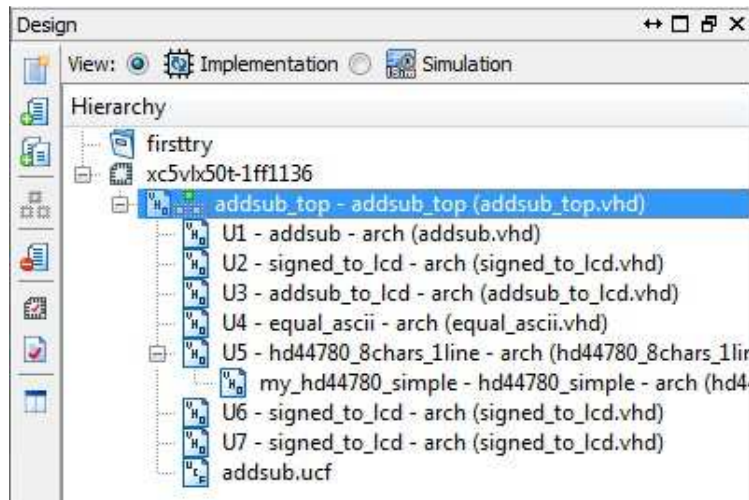 Design
View: Implementation Simulation
Hierarchy
firsttry
xc5vlx50t-1ff1136
addsub_top - addsub_top (addsub_top.vhd)
U1 - addsub - arch (addsub.vhd)
U2 - signed_to_lcd - arch (signed_to_lcd.vhd)
U3 - addsub_to_lcd - arch (addsub_to_lcd.vhd)
U4 - equal_ascii - arch (equal_ascii.vhd)
U5 - hd44780_8chars_1line - arch (hd44780_8chars_1lin
my_hd44780_simple - hd44780_simple - arch (hd4
U6 - signed_to_lcd - arch (signed_to_lcd.vhd)
U7 - signed_to_lcd - arch (signed_to_lcd.vhd)
addsub.ucf